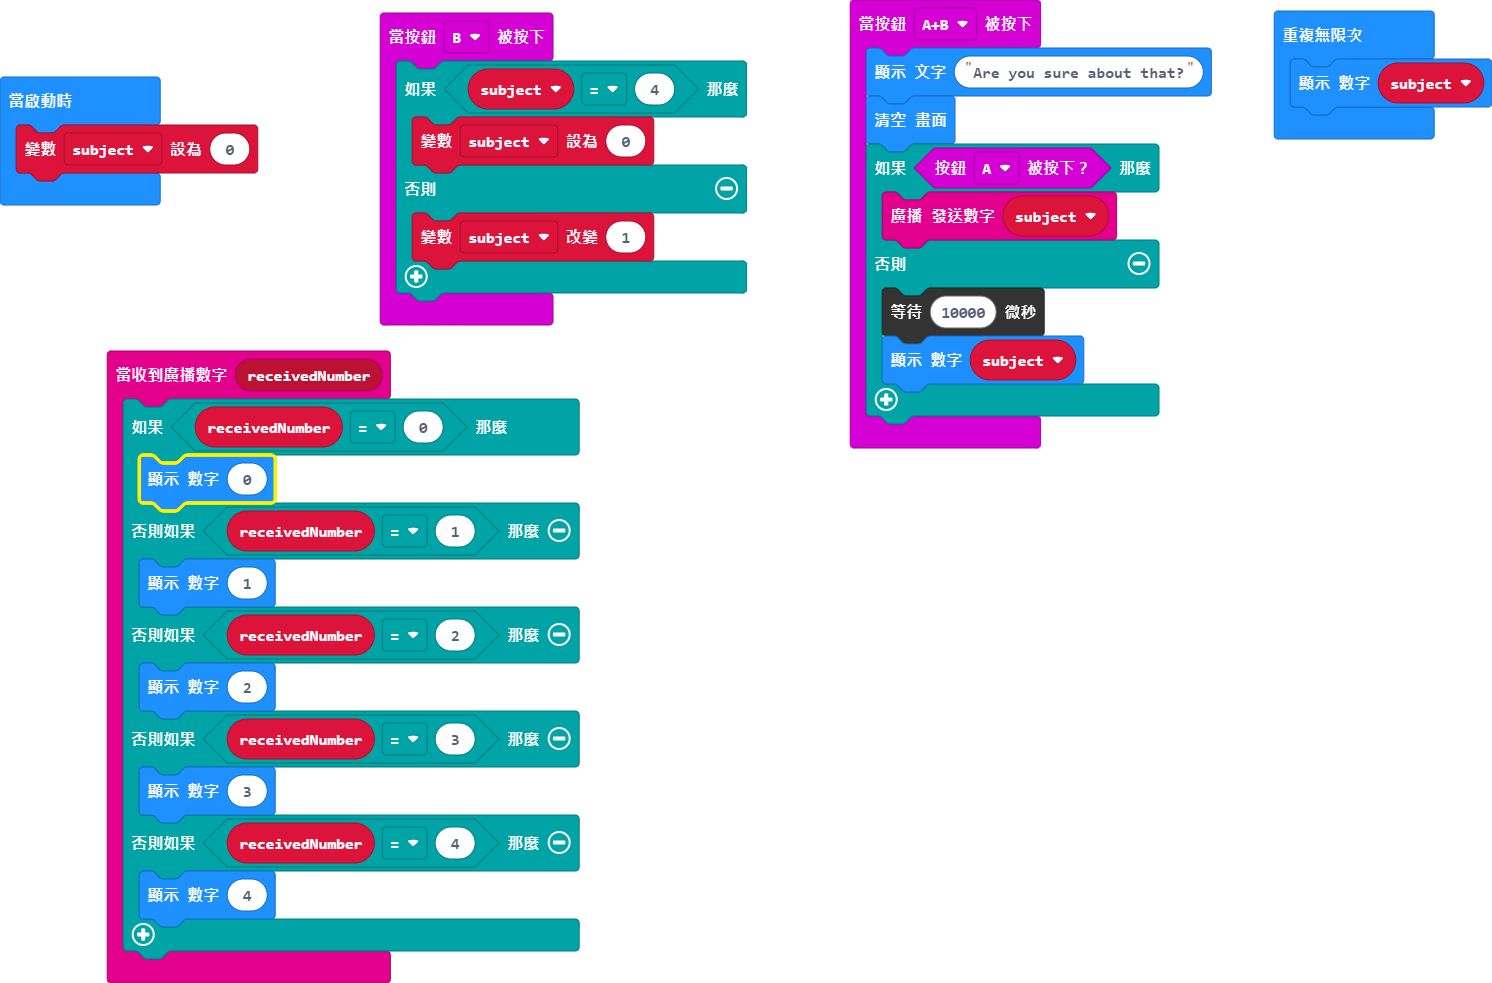 當啟動時
變數 subject 設為 0
當按鈕 B 被按下
如果 subject = 4 那麼
變數 subject 設為 0
否則
變數 subject 改變 1
當按鈕 A+B 被按下
顯示 文字 "Are you sure about that?"
清空 畫面
如果 按鈕 A 被按下？ 那麼
廣播 發送數字 subject
否則
等待 10000 微秒
顯示 數字 subject
重複無限次
顯示 數字 subject
當收到廣播數字 receivedNumber
如果 receivedNumber = 0 那麼
顯示 數字 0
否則如果 receivedNumber = 1 那麼
顯示 數字 1
否則如果 receivedNumber = 2 那麼
顯示 數字 2
否則如果 receivedNumber = 3 那麼
顯示 數字 3
否則如果 receivedNumber = 4 那麼
顯示 數字 4